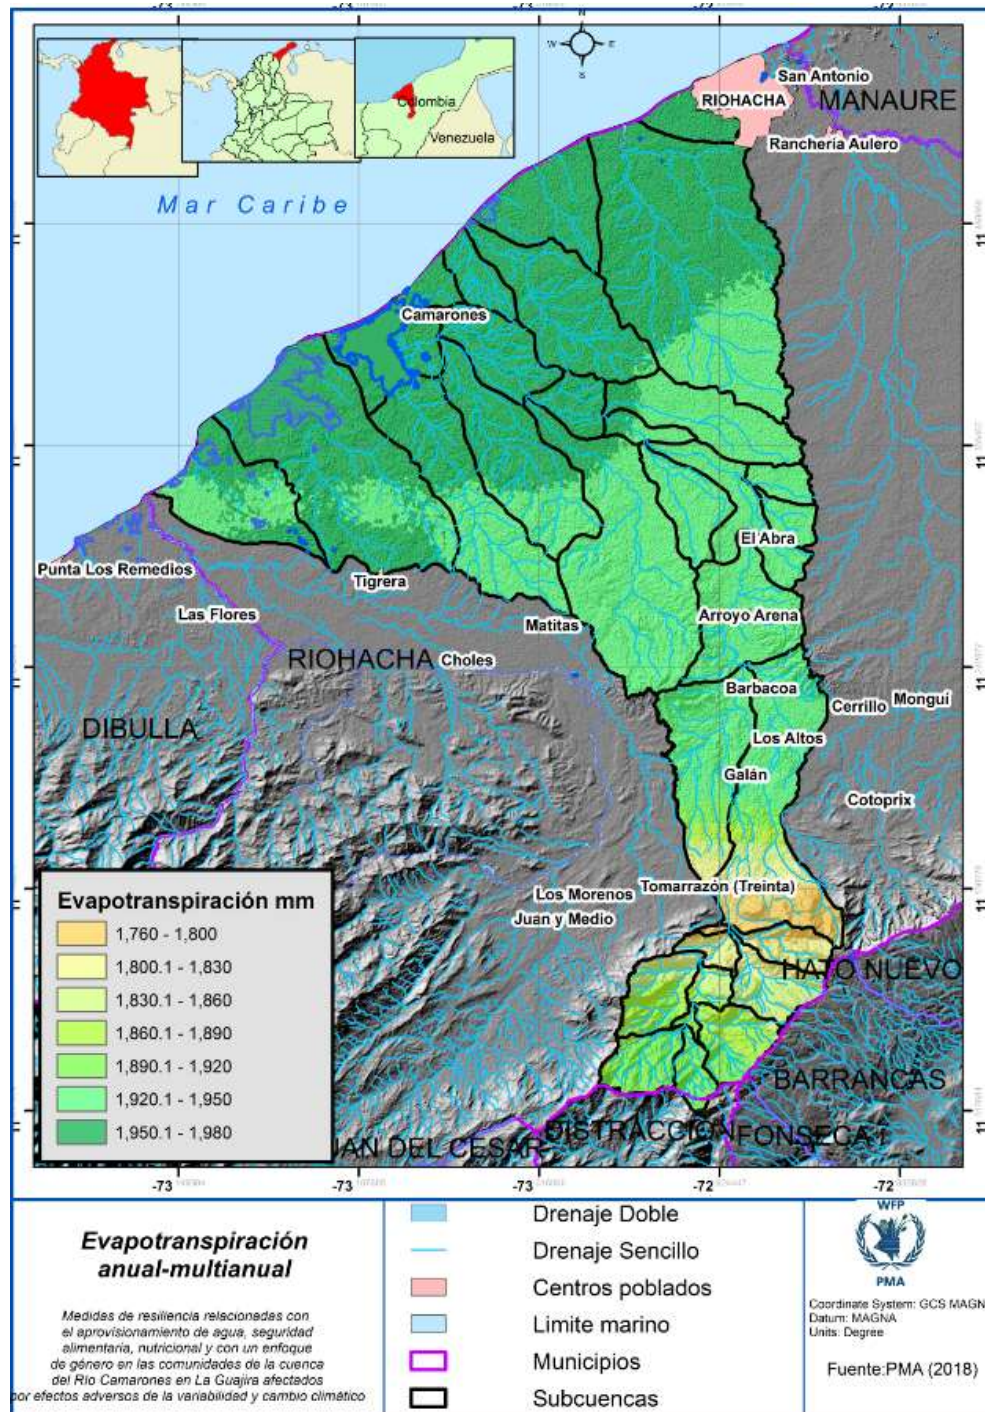 N
W E
S
Colombia
Venezuela
San Antonio
RIOHACHA
MANAURE
Ranchería Aulero
Mar Caribe
Camarones
El Abra
Punta Los Remedios
Tigrera
Las Flores
Matitas
Arroyo Arena
RIOHACHA
Choles
Barbacoa
Monguí
Cerrillo
DIBULLA
Los Altos
Galán
Cotoprix
Tomarrazón (Treinta)
Los Morenos
Juan y Medio
HATO NUEVO
BARRANCAS
DISTRACCION
FONSECA
UAN DEL CESAR
Evapotranspiración mm
1,760 - 1,800
1,800.1 - 1,830
1,830.1 - 1,860
1,860.1 - 1,890
1,890.1 - 1,920
1,920.1 - 1,950
1,950.1 - 1,980
-73
-73
-73
-72
-72
11
11
11
11
11
Evapotranspiración
anual-multianual
Medidas de resiliencia relacionadas con
el aprovisionamiento de agua, seguridad
alimentaria, nutricional y con un enfoque
de género en las comunidades de la cuenca
del Río Camarones en La Guajira afectados
por efectos adversos de la variabilidad y cambio climático
Drenaje Doble
Drenaje Sencillo
Centros poblados
Limite marino
Municipios
Subcuencas
WFP
PMA
Coordinate System: GCS MAGN
Datum: MAGNA
Units: Degree
Fuente:PMA (2018)